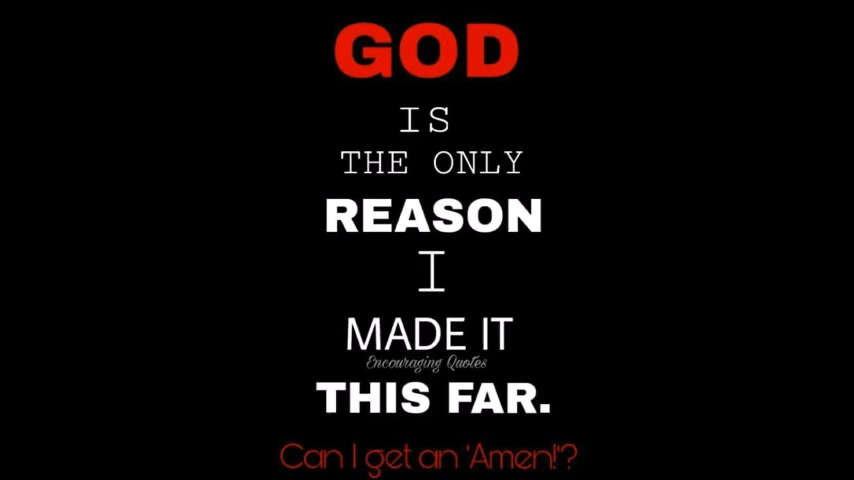 GOD
IS
THE ONLY
REASON
I
MADE IT
Encouraging Quotes
THIS FAR.
Can I get an 'Amen!'?